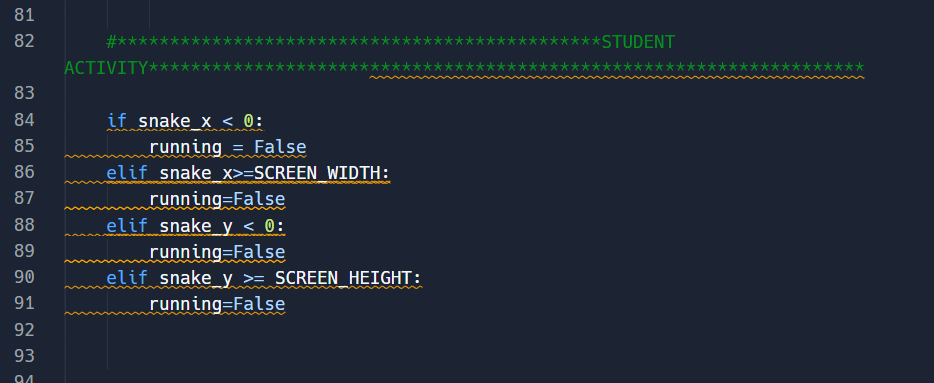 81
82 #**********************************************STUDENT
ACTIVITY********************************************************************
83
84 if snake_x < 0:
85 running = False
86 elif snake_x>=SCREEN_WIDTH:
87 running=False
88 elif snake_y < 0:
89 running=False
90 elif snake_y >= SCREEN_HEIGHT:
91 running=False
92
93
94